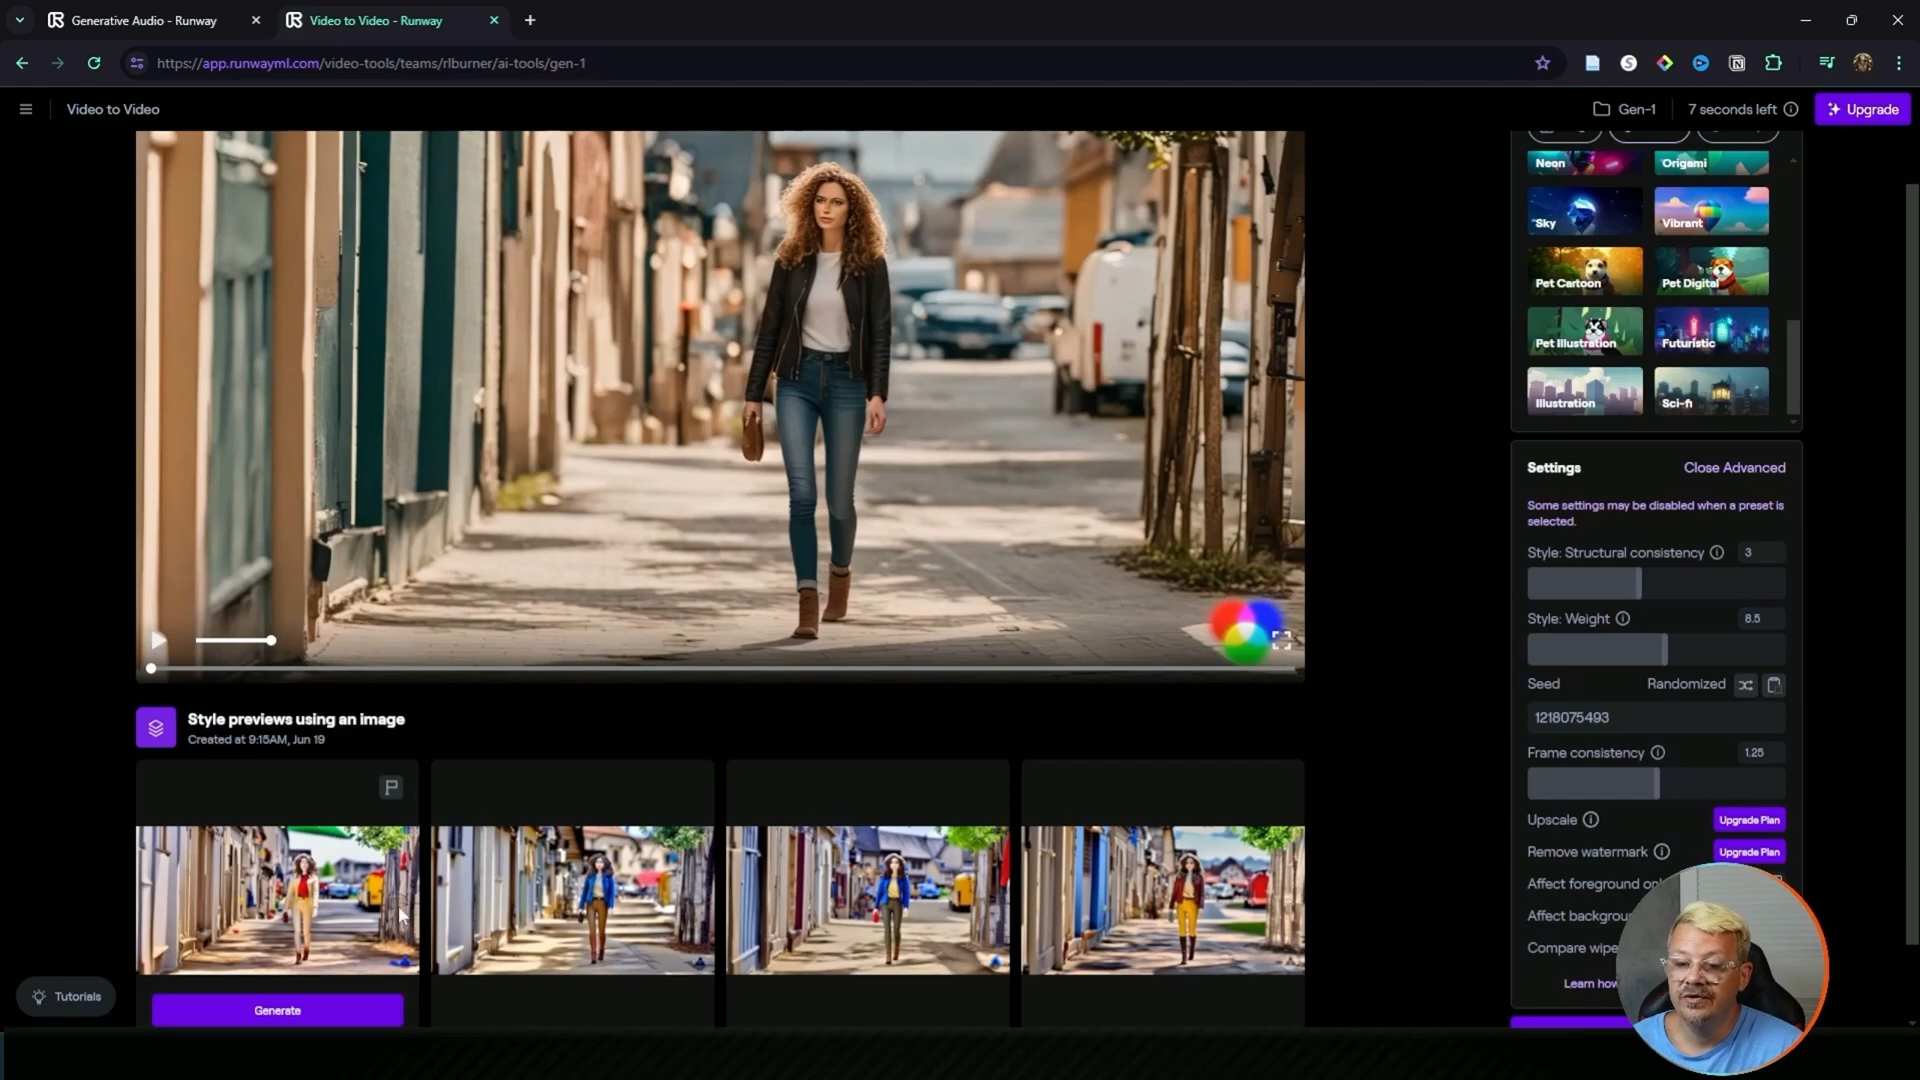 Generative Audio - Runway
Video to Video - Runway
https://app.runwayml.com/video-tools/teams/rlburner/ai-tools/gen-1
Video to Video
Gen-1
7 seconds left
Upgrade
Neon
Origami
Sky
Vibrant
Pet Cartoon
Pet Digital
Pet Illustration
Futuristic
Illustration
Sci-fi
Settings
Close Advanced
Some settings may be disabled when a preset is
selected.
Style: Structural consistency
3
Style: Weight
8.5
Seed
Randomized
1218075493
Frame consistency
1.25
Upscale
Upgrade Plan
Remove watermark
Upgrade Plan
Affect foreground
Compare wipe
Learn how
Style previews using an image
Created at 9:15AM, Jun 19
Generate
Tutorials